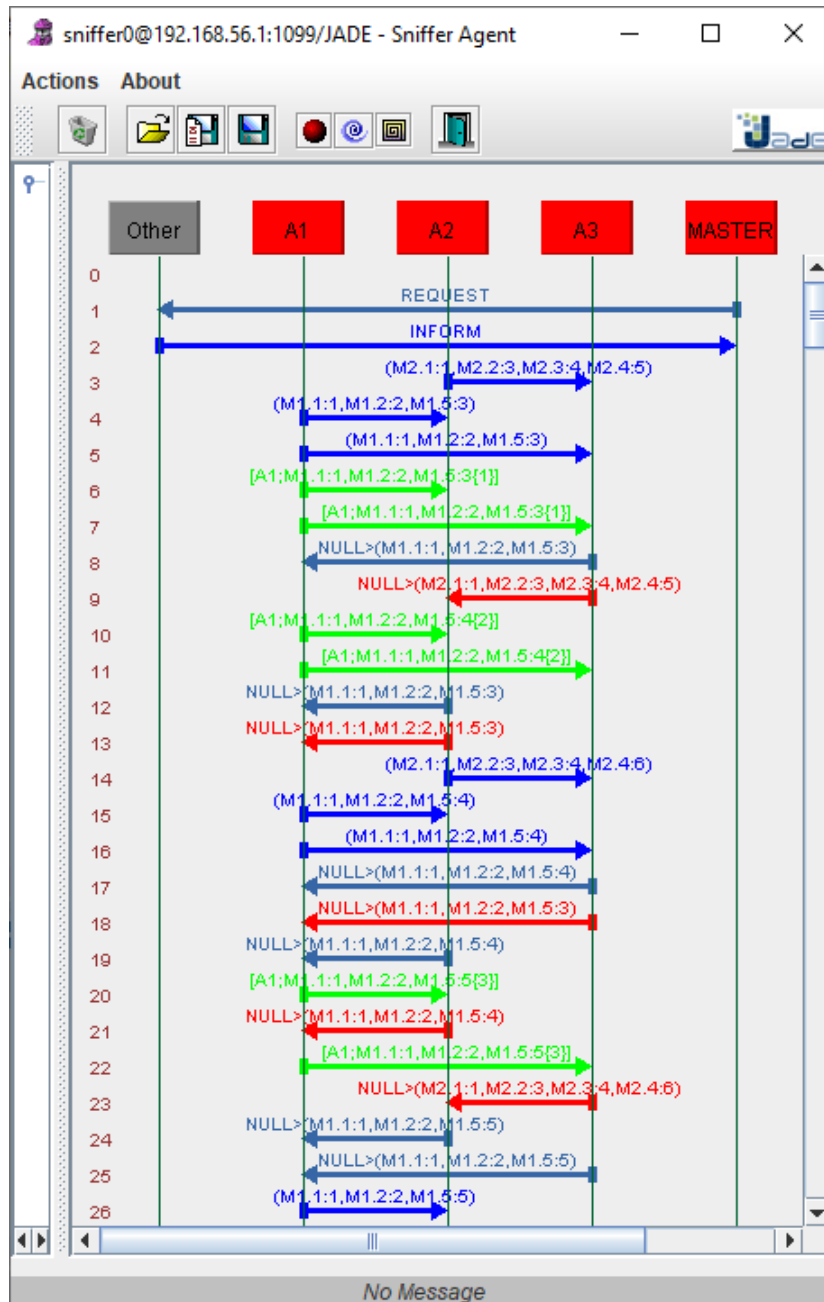 sniffer0@192.168.56.1:1099/JADE - Sniffer Agent
Actions About
Jade
Other A1 A2 A3 MASTER
0
REQUEST
1
INFORM
2
(M2.1:1,M2.2:3,M2.3:4,M2.4:5)
3
(M1.1:1,M1.2:2,M1.5:3)
4
(M1.1:1,M1.2:2,M1.5:3)
5
[A1;M1.1:1,M1.2:2,M1.5:3{1}]
6
[A1;M1.1:1,M1.2:2,M1.5:3{1}]
7
NULL>(M1.1:1,M1.2:2,M1.5:3)
8
NULL>(M2.1:1,M2.2:3,M2.3:4,M2.4:5)
9
[A1;M1.1:1,M1.2:2,M1.5:4{2}]
10
[A1;M1.1:1,M1.2:2,M1.5:4{2}]
11
NULL>(M1.1:1,M1.2:2,M1.5:3)
12
NULL>(M1.1:1,M1.2:2,M1.5:3)
13
(M2.1:1,M2.2:3,M2.3:4,M2.4:6)
14
(M1.1:1,M1.2:2,M1.5:4)
15
(M1.1:1,M1.2:2,M1.5:4)
16
NULL>(M1.1:1,M1.2:2,M1.5:4)
17
NULL>(M1.1:1,M1.2:2,M1.5:3)
18
NULL>(M1.1:1,M1.2:2,M1.5:4)
19
[A1;M1.1:1,M1.2:2,M1.5:5{3}]
20
NULL>(M1.1:1,M1.2:2,M1.5:4)
21
[A1;M1.1:1,M1.2:2,M1.5:5{3}]
22
NULL>(M2.1:1,M2.2:3,M2.3:4,M2.4:6)
23
NULL>(M1.1:1,M1.2:2,M1.5:5)
24
NULL>(M1.1:1,M1.2:2,M1.5:5)
25
(M1.1:1,M1.2:2,M1.5:5)
26
No Message